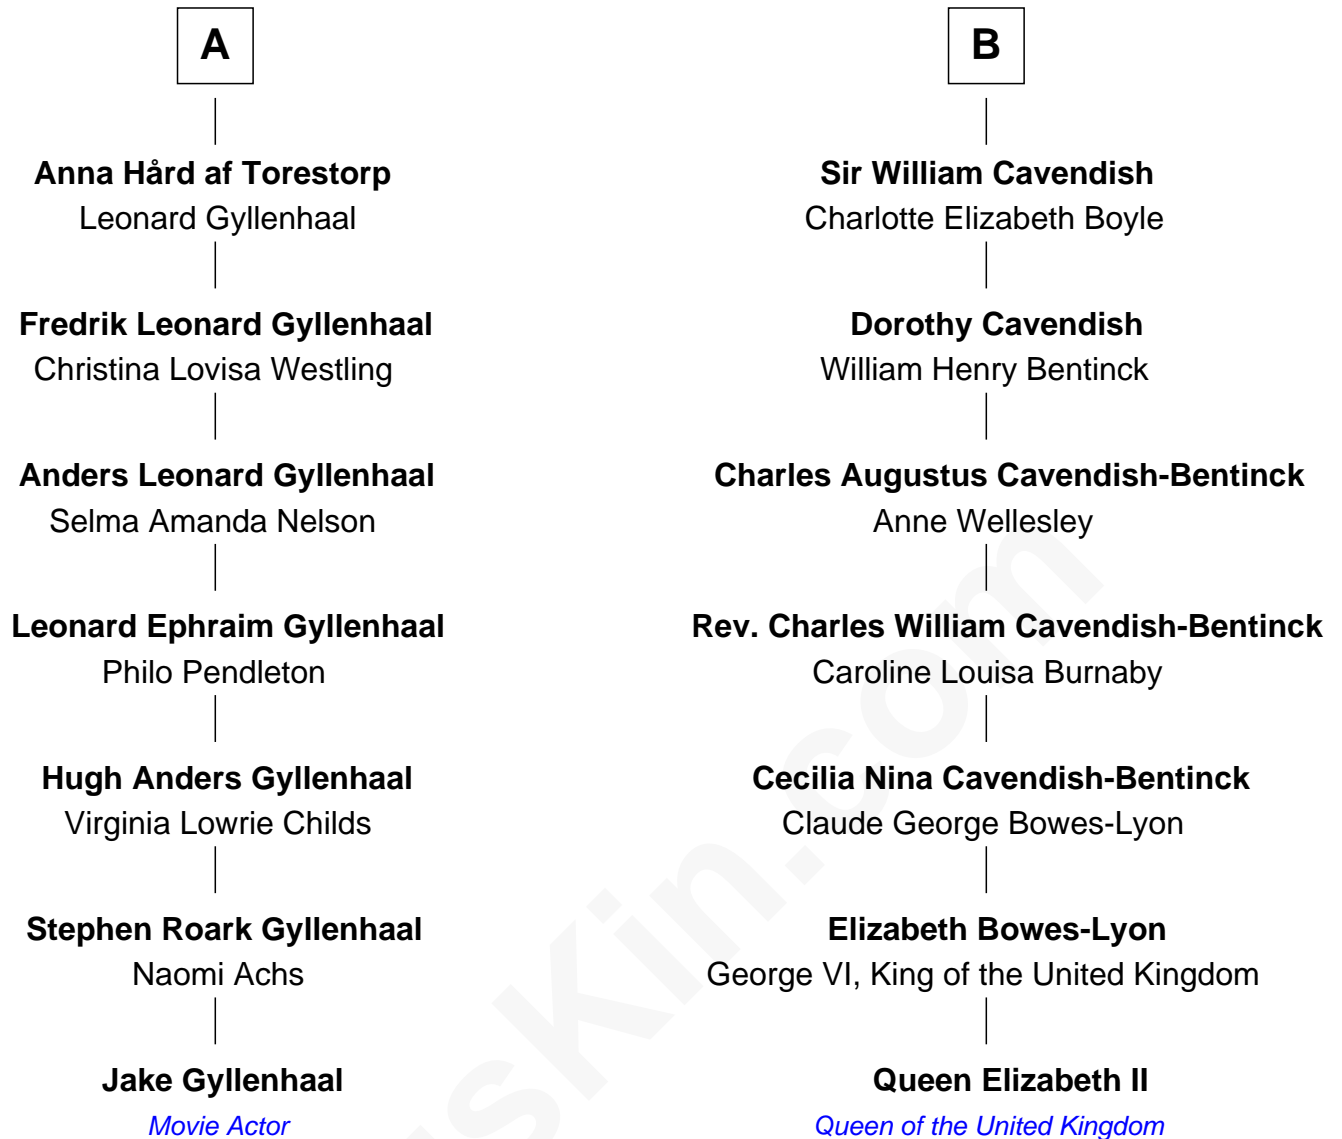 A
Anna Hård af Torestorp
Leonard Gyllenhaal
Fredrik Leonard Gyllenhaal
Christina Lovisa Westling
Anders Leonard Gyllenhaal
Selma Amanda Nelson
Leonard Ephraim Gyllenhaal
Philo Pendleton
Hugh Anders Gyllenhaal
Virginia Lowrie Childs
Stephen Roark Gyllenhaal
Naomi Achs
Jake Gyllenhaal
Movie Actor
B
Sir William Cavendish
Charlotte Elizabeth Boyle
Dorothy Cavendish
William Henry Bentinck
Charles Augustus Cavendish-Bentinck
Anne Wellesley
Rev. Charles William Cavendish-Bentinck
Caroline Louisa Burnaby
Cecilia Nina Cavendish-Bentinck
Claude George Bowes-Lyon
Elizabeth Bowes-Lyon
George VI, King of the United Kingdom
Queen Elizabeth II
Queen of the United Kingdom
sKin.com